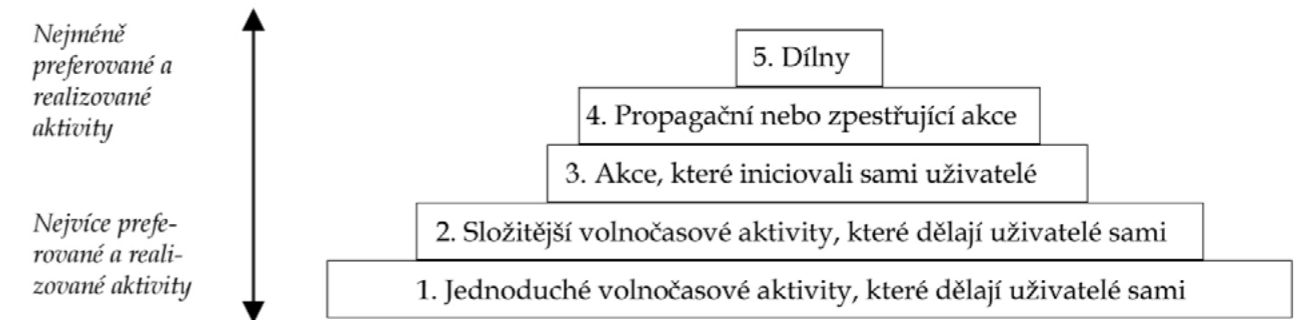 Nejméně
preferované a
realizované
aktivity
Nejvíce prefe-
rované a reali-
zované aktivity
5. Dílny
4. Propagační nebo zpestřující akce
3. Akce, které iniciovali sami uživatelé
2. Složitější volnočasové aktivity, které dělají uživatelé sami
1. Jednoduché volnočasové aktivity, které dělají uživatelé sami